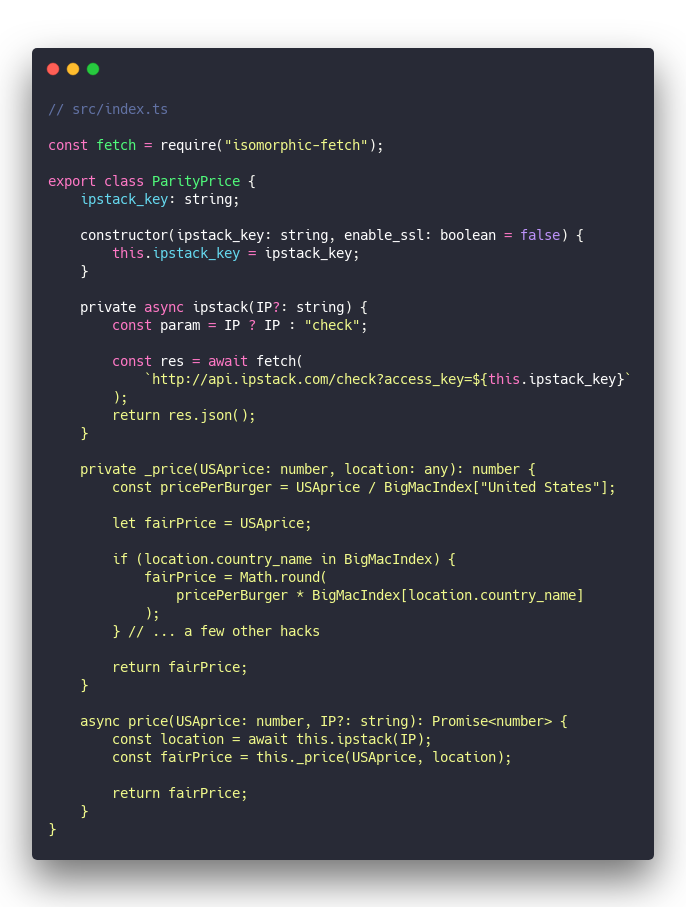 // src/index.ts

const fetch = require("isomorphic-fetch");

export class ParityPrice {
    ipstack_key: string;

    constructor(ipstack_key: string, enable_ssl: boolean = false) {
        this.ipstack_key = ipstack_key;
    }

    private async ipstack(IP?: string) {
        const param = IP ? IP : "check";

        const res = await fetch(
            `http://api.ipstack.com/check?access_key=${this.ipstack_key}`
        );
        return res.json();
    }

    private _price(USAprice: number, location: any): number {
        const pricePerBurger = USAprice / BigMacIndex["United States"];

        let fairPrice = USAprice;

        if (location.country_name in BigMacIndex) {
            fairPrice = Math.round(
                pricePerBurger * BigMacIndex[location.country_name]
            );
        } // ... a few other hacks

        return fairPrice;
    }

    async price(USAprice: number, IP?: string): Promise<number> {
        const location = await this.ipstack(IP);
        const fairPrice = this._price(USAprice, location);

        return fairPrice;
    }
}